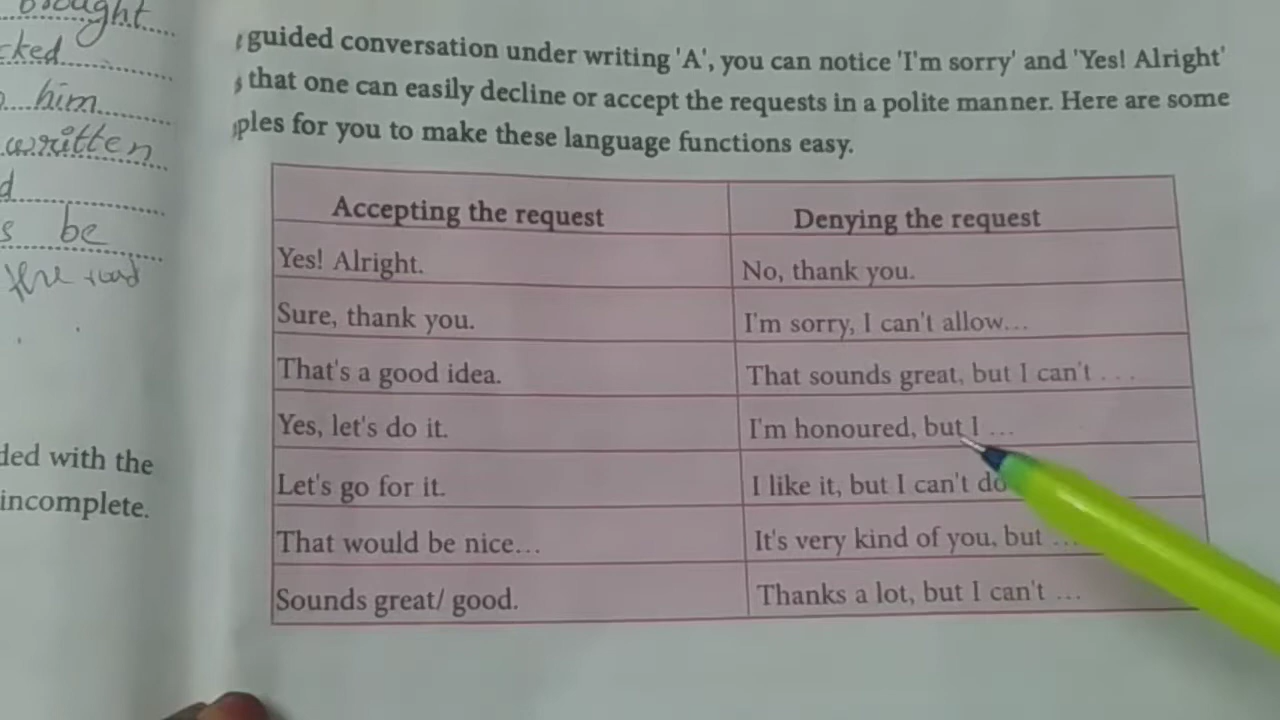 him
written
be
the road
ded with the
incomplete.
guided conversation under writing 'A', you can notice 'I'm sorry' and 'Yes! Alright'
that one can easily decline or accept the requests in a polite manner. Here are some
ples for you to make these language functions easy.
Accepting the request Denying the request
Yes! Alright. No, thank you.
Sure, thank you. I'm sorry, I can't allow...
That's a good idea. That sounds great, but I can't ...
Yes, let's do it. I'm honoured, but I ...
Let's go for it. I like it, but I can't do
That would be nice... It's very kind of you, but ...
Sounds great/ good. Thanks a lot, but I can't ...